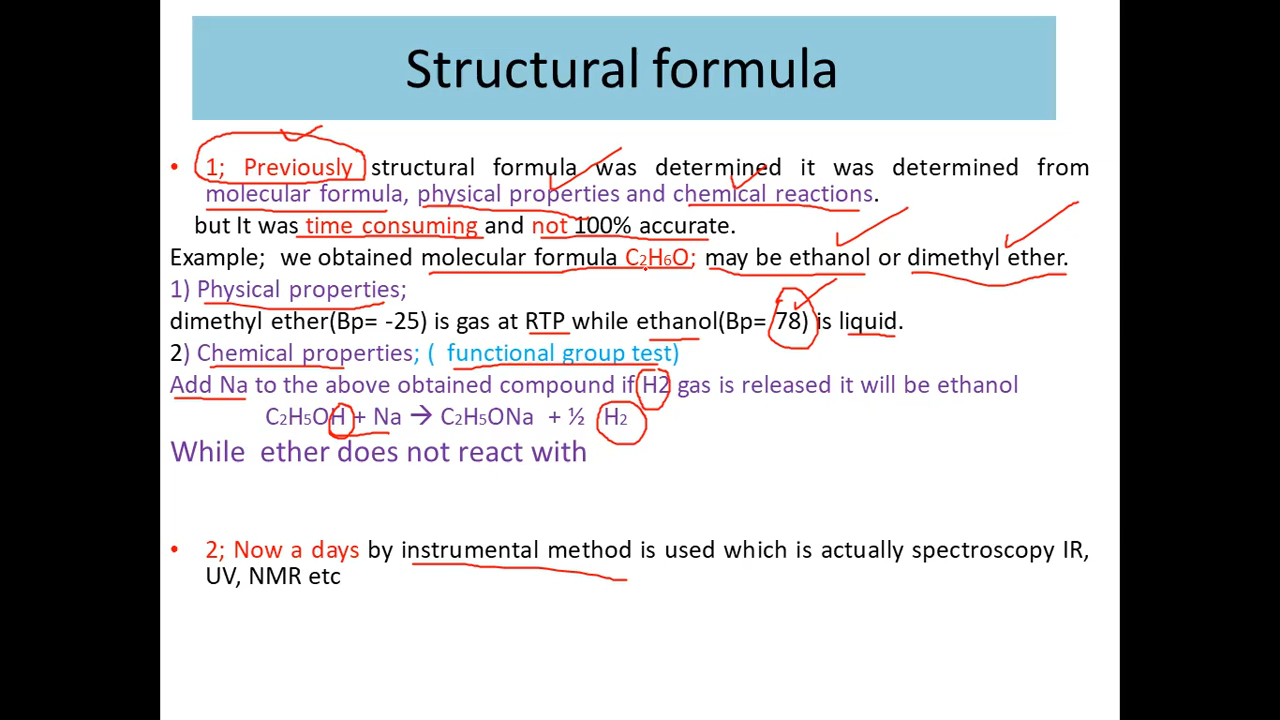 Structural formula
• 1; Previously structural formula was determined it was determined from
molecular formula, physical properties and chemical reactions.
but It was time consuming and not 100% accurate.
Example; we obtained molecular formula C2H6O; may be ethanol or dimethyl ether.
1) Physical properties;
dimethyl ether(Bp= -25) is gas at RTP while ethanol(Bp= 78) is liquid.
2) Chemical properties; ( functional group test)
Add Na to the above obtained compound if H2 gas is released it will be ethanol
C2H5OH + Na → C2H5ONa + ½ H2
While ether does not react with
• 2; Now a days by instrumental method is used which is actually spectroscopy IR,
UV, NMR etc